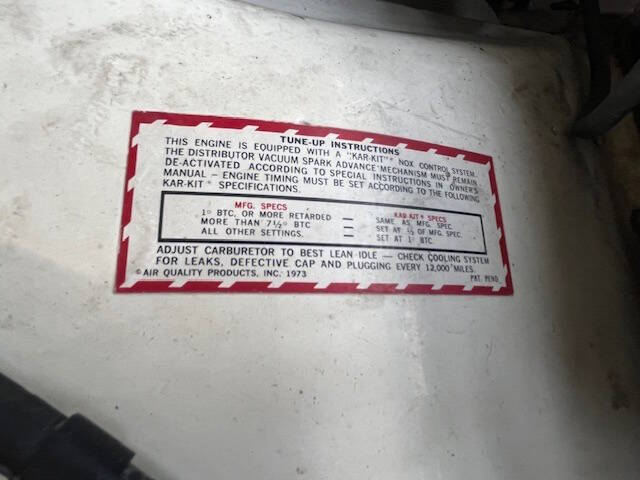 TUNE-UP INSTRUCTIONS
THIS ENGINE IS EQUIPPED WITH A "KAR-KIT"® NOX CONTROL SYSTEM.
THE DISTRIBUTOR VACUUM SPARK ADVANCE MECHANISM MUST REMAIN
DE-ACTIVATED ACCORDING TO SPECIAL INSTRUCTIONS IN OWNER'S
MANUAL – ENGINE TIMING MUST BE SET ACCORDING TO THE FOLLOWING
KAR-KIT® SPECIFICATIONS.
MFG. SPECS KAR-KIT® SPECS
1° BTC, OR MORE RETARDED — SAME AS MFG. SPEC.
MORE THAN 7½° BTC — SET AT ½ OF MFG. SPEC.
ALL OTHER SETTINGS. — SET AT 1° BTC.
ADJUST CARBURETOR TO BEST LEAN IDLE – CHECK COOLING SYSTEM
FOR LEAKS, DEFECTIVE CAP AND PLUGGING EVERY 12,000 MILES.
©AIR QUALITY PRODUCTS, INC. 1973 PAT. PEND.